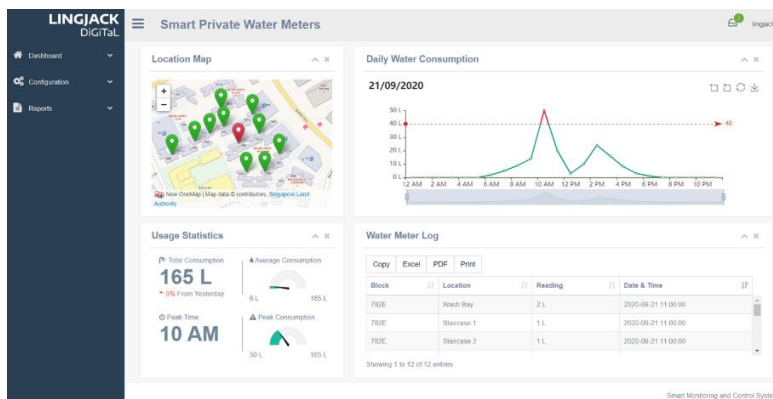 LINGJACK
DiGiTaL
Smart Private Water Meters
1
lingjack
Dashboard
Configuration
Reports
Location Map
+
−
New OneMap | Map data © contributors, Singapore Land
Authority
Daily Water Consumption
21/09/2020
50 L
40 L
30 L
20 L
10 L
0 L
40
12 AM 2 AM 4 AM 6 AM 8 AM 10 AM 12 PM 2 PM 4 PM 6 PM 8 PM 10 PM
Usage Statistics
Total Consumption
165 L
5% From Yesterday
Average Consumption
6 L 165 L
Peak Time
10 AM
Peak Consumption
50 L 165 L
Water Meter Log
Copy Excel PDF Print
Block Location Reading Date & Time
782E Wash Bay 2 L 2020-09-21 11:00:00
782E Staircase 1 1 L 2020-09-21 11:00:00
782E Staircase 2 1 L 2020-09-21 11:00:00
Showing 1 to 12 of 12 entries
Smart Monitoring and Control Syste